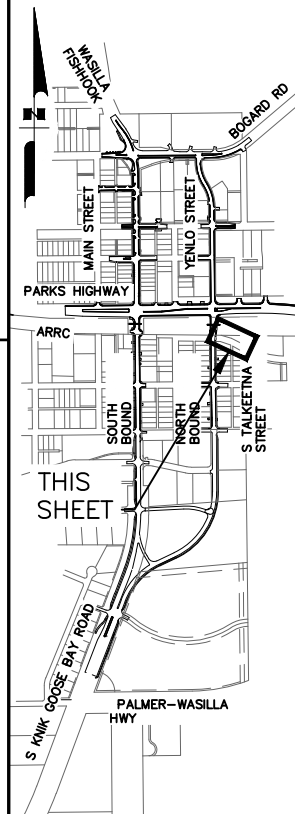 WASILLA
FISHHOOK
BOGARD RD
MAIN STREET
YENLO STREET
PARKS HIGHWAY
ARRC
SOUTH
BOUND
NORTH
BOUND
S TALKEETNA
STREET
THIS
SHEET
S KNIK GOOSE BAY ROAD
PALMER-WASILLA
HWY